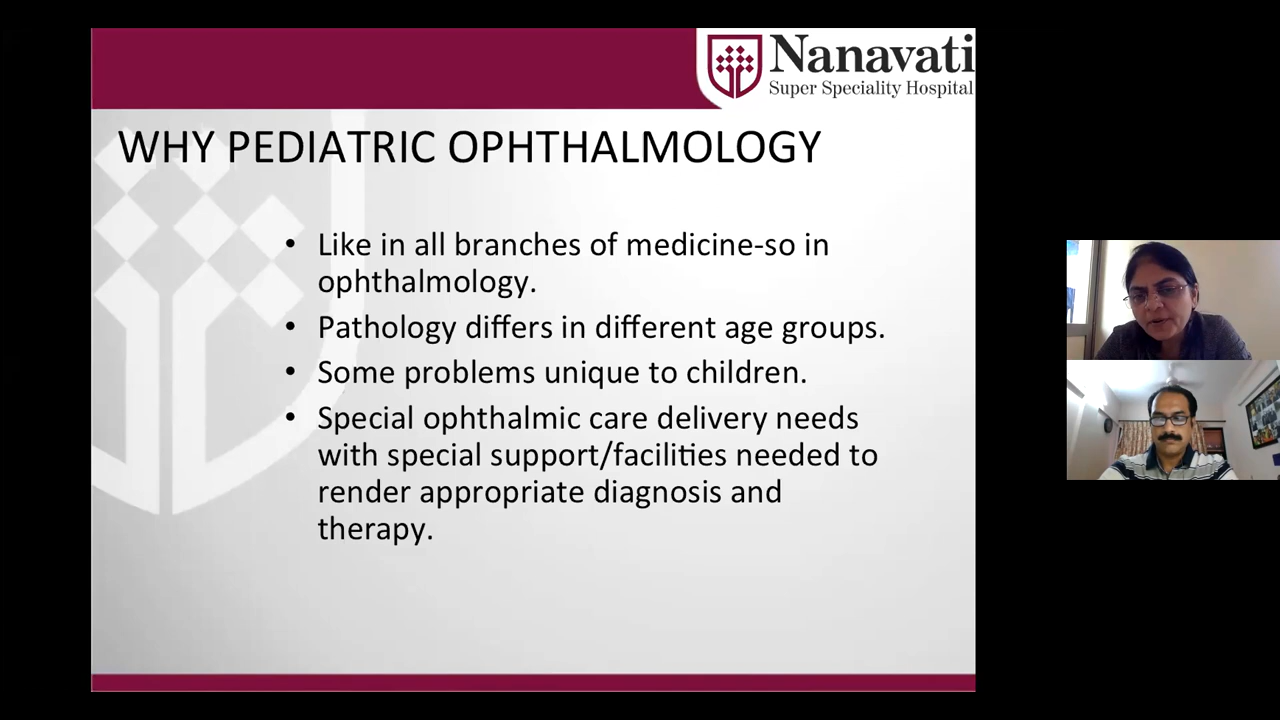 Nanavati
Super Speciality Hospital
WHY PEDIATRIC OPHTHALMOLOGY
• Like in all branches of medicine-so in
ophthalmology.
• Pathology differs in different age groups.
• Some problems unique to children.
• Special ophthalmic care delivery needs
with special support/facilities needed to
render appropriate diagnosis and
therapy.